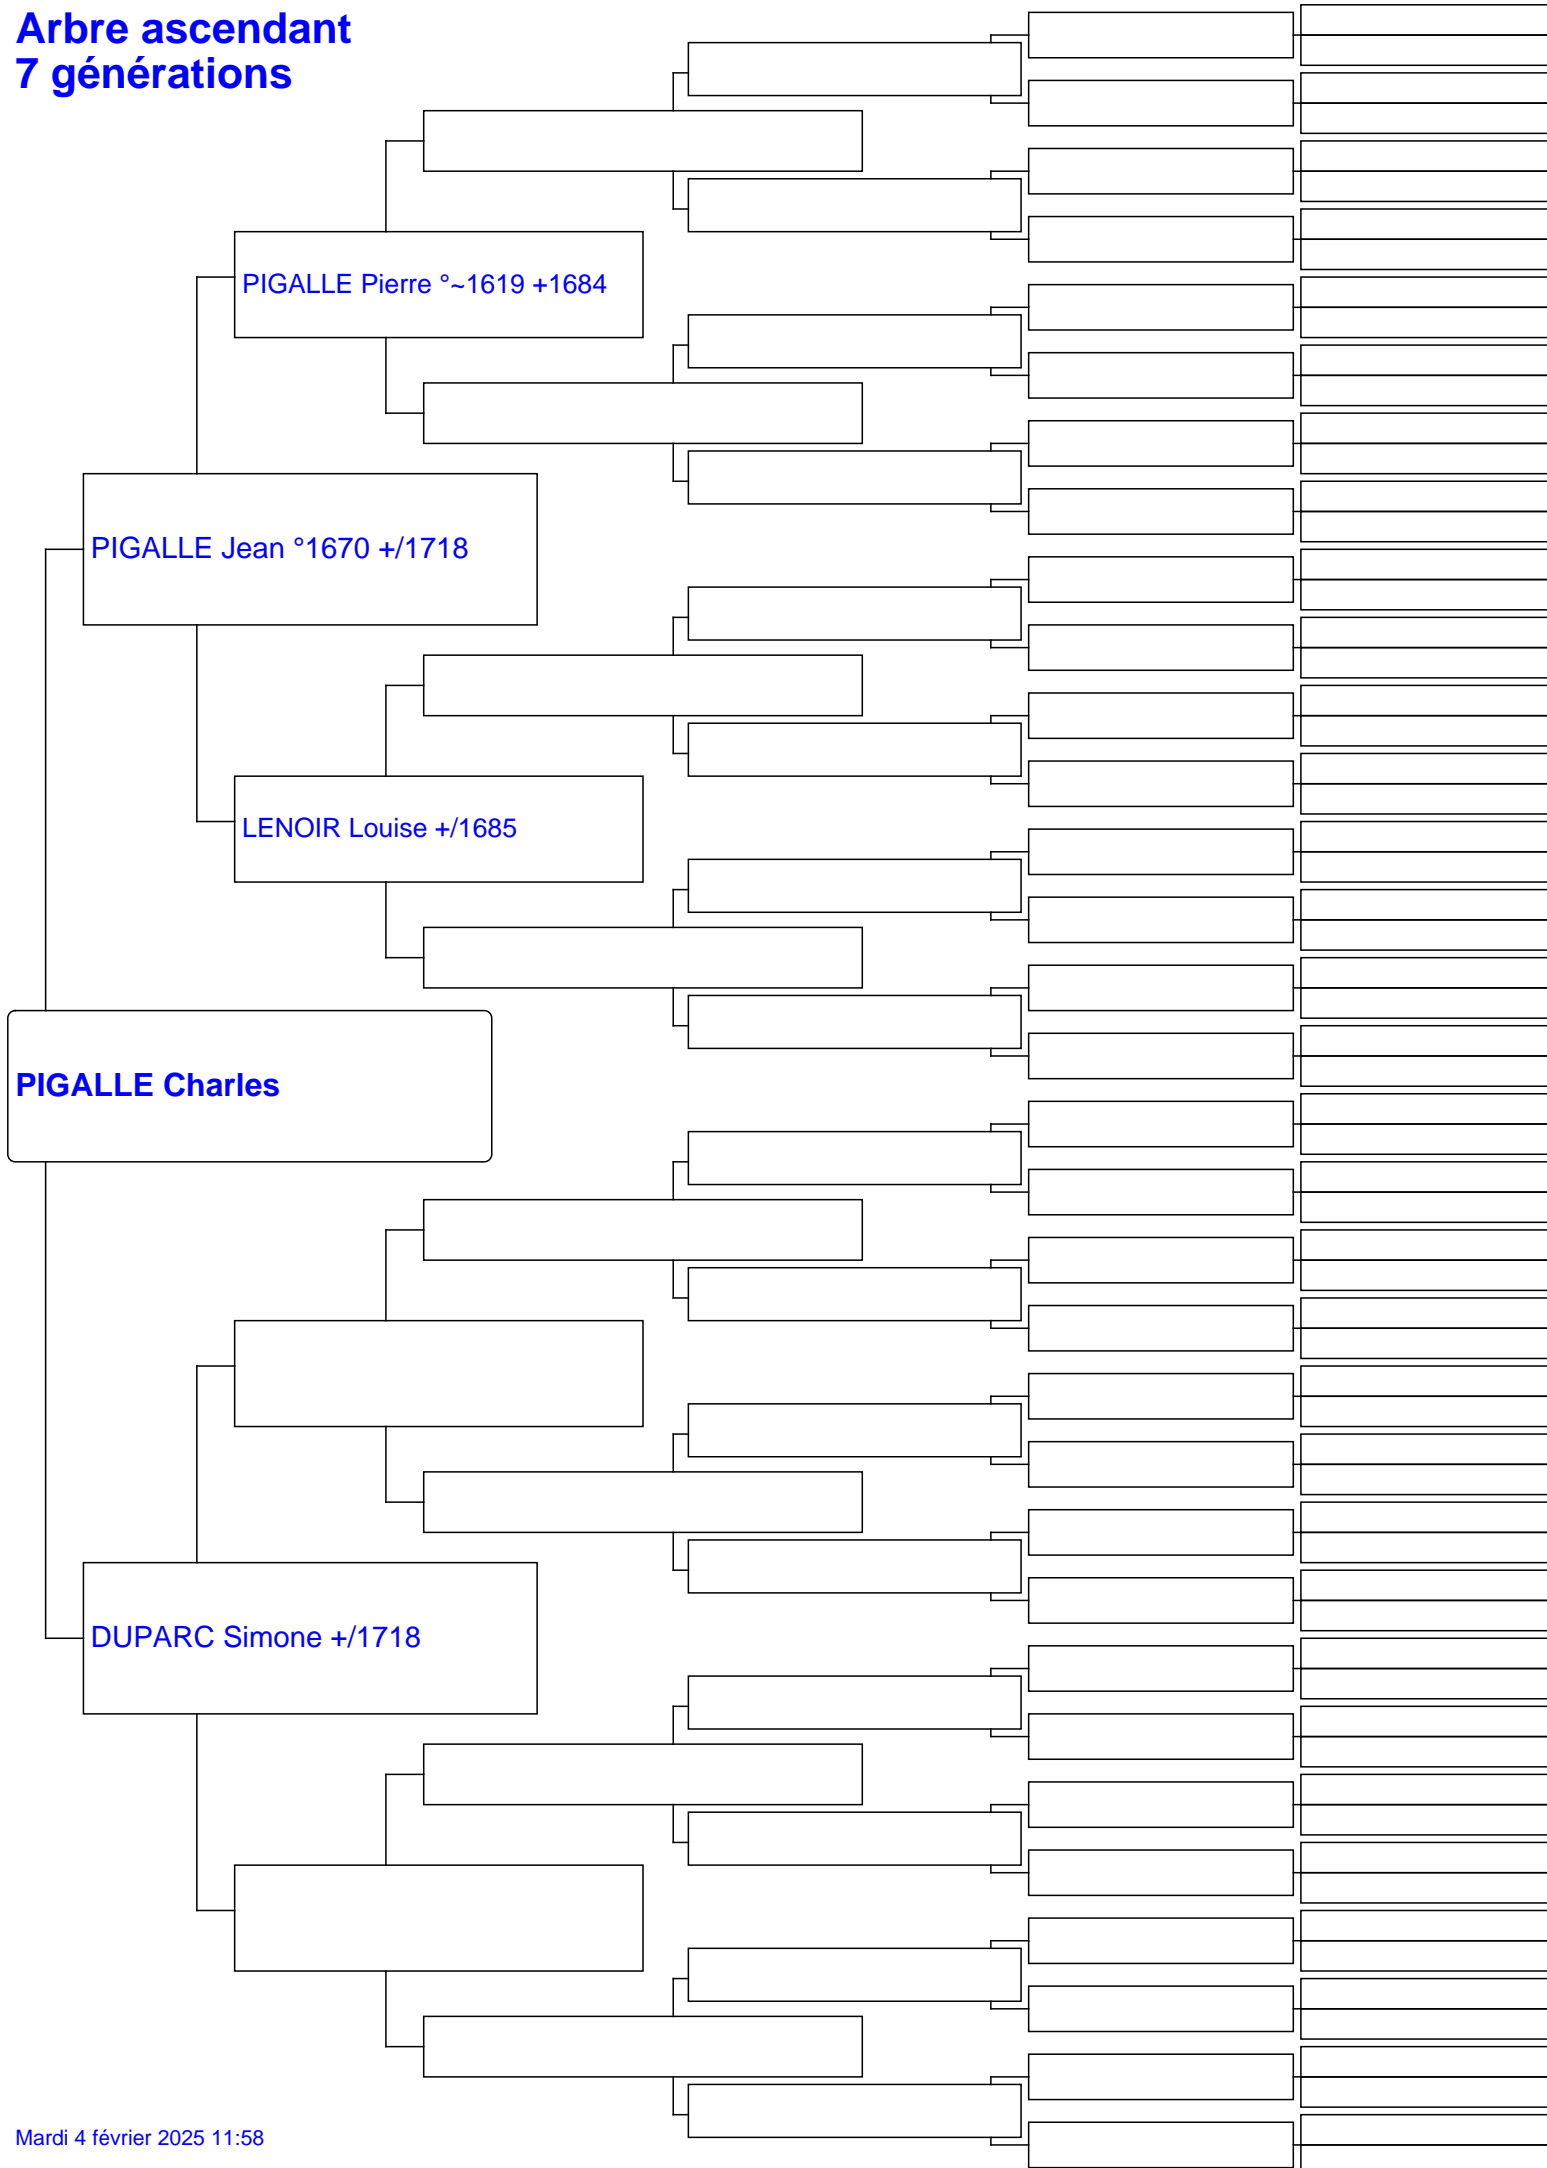 Arbre ascendant
7 générations
PIGALLE Pierre °~1619 +1684
PIGALLE Jean °1670 +/1718
LENOIR Louise +/1685
PIGALLE Charles
DUPARC Simone +/1718
Mardi 4 février 2025 11:58